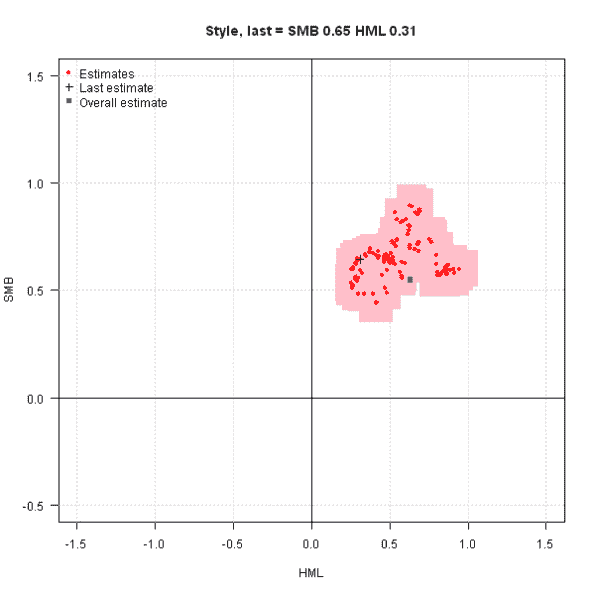 Style, last = SMB 0.65 HML 0.31
Estimates
Last estimate
Overall estimate
1.5
1.0
0.5
0.0
-0.5
SMB
-1.5 -1.0 -0.5 0.0 0.5 1.0 1.5
HML